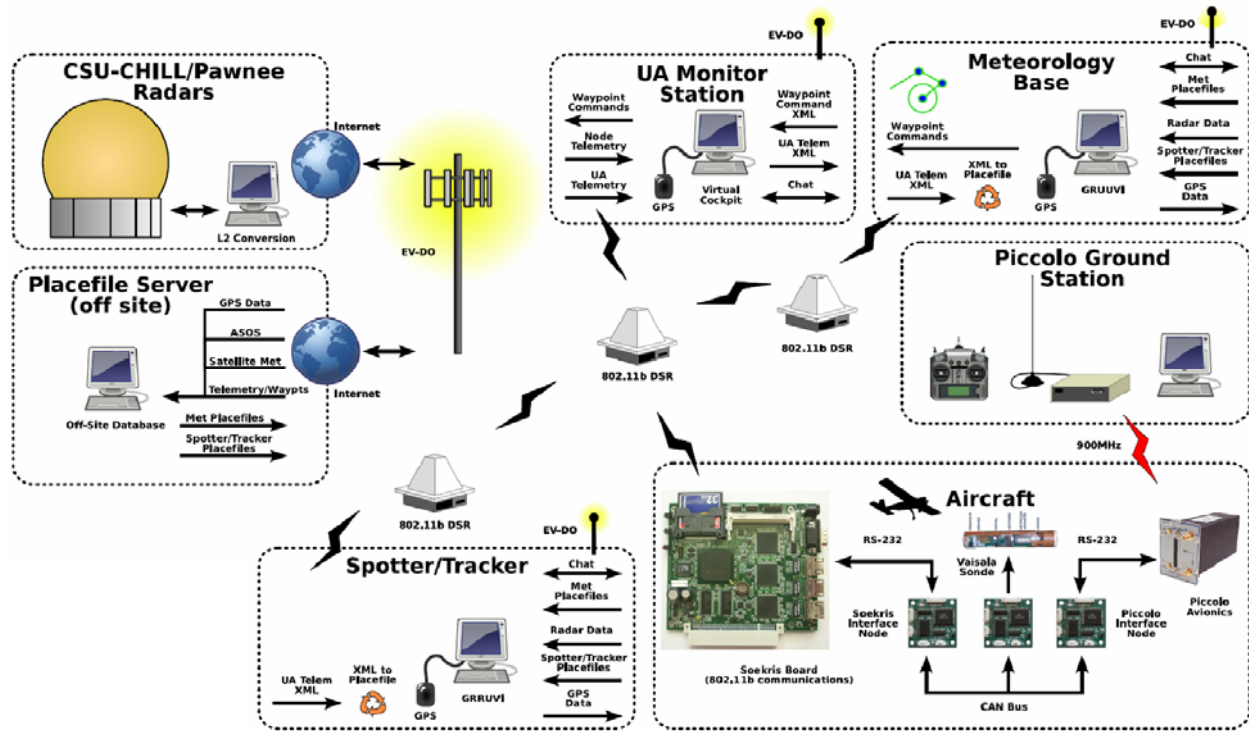 CSU-CHILL/Pawnee
Radars
Internet
L2 Conversion
EV-DO
Placefile Server
(off site)
GPS Data
ASOS
Satellite Met
Telemetry/Waypts
Internet
Off-Site Database
Met Placefiles
Spotter/Tracker
Placefiles
EV-DO
UA Monitor
Station
Waypoint
Commands
Node
Telemetry
UA
Telemetry
GPS
Virtual
Cockpit
Waypoint
Command
XML
UA Telem
XML
Chat
EV-DO
Meteorology
Base
Waypoint
Commands
UA Telem
XML
XML to
Placefile
GPS
GRUUVI
Chat
Met
Placefiles
Radar Data
Spotter/Tracker
Placefiles
GPS
Data
802.11b DSR
802.11b DSR
802.11b DSR
Piccolo Ground
Station
900MHz
EV-DO
Spotter/Tracker
UA Telem
XML
XML to
Placefile
GPS
GRRUVI
Chat
Met
Placefiles
Radar Data
Spotter/Tracker
Placefiles
GPS
Data
Aircraft
RS-232
Vaisala
Sonde
RS-232
Soekris
Interface
Node
Piccolo
Interface
Node
Piccolo
Avionics
Soekris Board
(802.11b communications)
CAN Bus